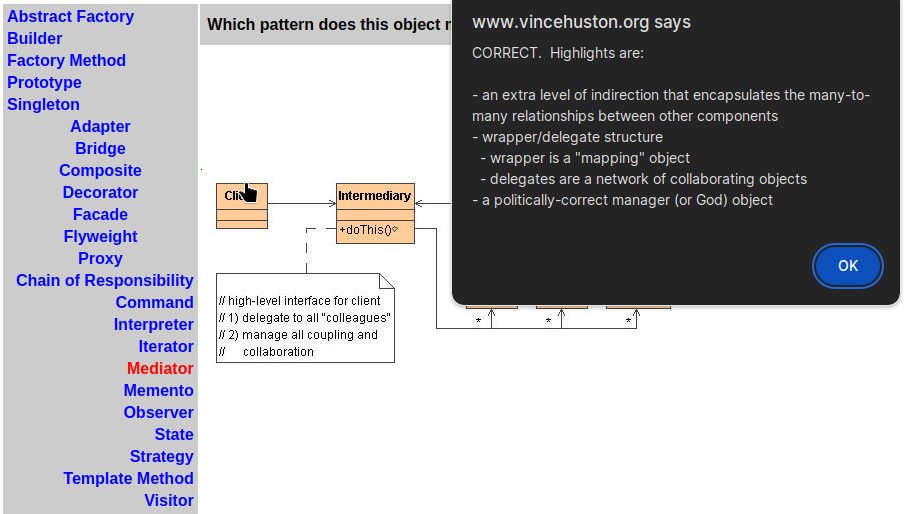 Abstract Factory
Builder
Factory Method
Prototype
Singleton
Adapter
Bridge
Composite
Decorator
Facade
Flyweight
Proxy
Chain of Responsibility
Command
Interpreter
Iterator
Mediator
Memento
Observer
State
Strategy
Template Method
Visitor
Which pattern does this object
www.vincehuston.org says
CORRECT.  Highlights are:
- an extra level of indirection that encapsulates the many-to-
many relationships between other components
- wrapper/delegate structure
- wrapper is a "mapping" object
- delegates are a network of collaborating objects
- a politically-correct manager (or God) object
OK
Intermediary
+doThis()
// high-level interface for client
// 1) delegate to all "colleagues"
// 2) manage all coupling and
// collaboration
* * *